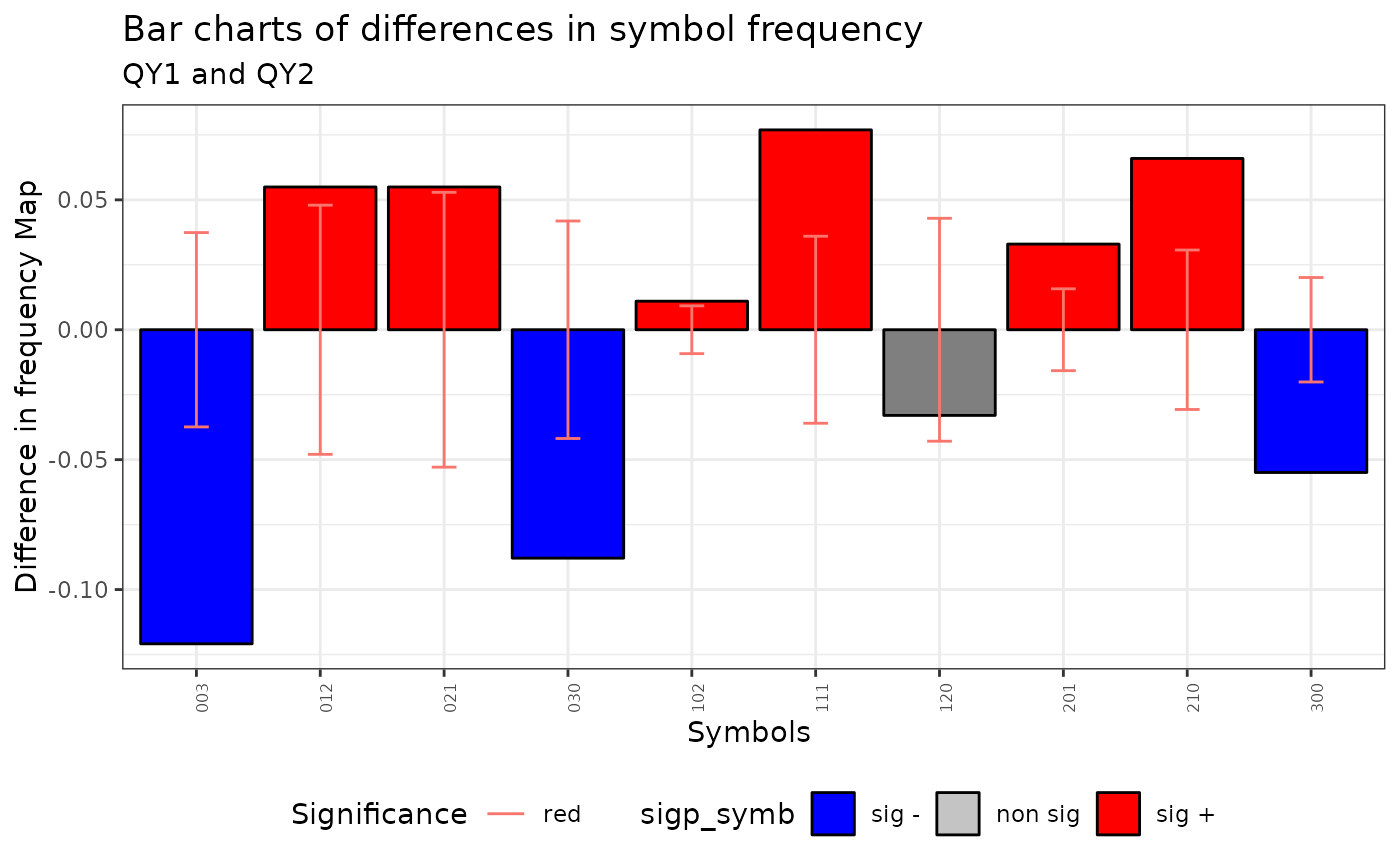 Bar charts of differences in symbol frequency
QY1 and QY2
Difference in frequency Map
0.05
0.00
-0.05
-0.10
003 012 021 030 102 111 120 201 210 300
Symbols
Significance red sigp_symb sig - non sig sig +